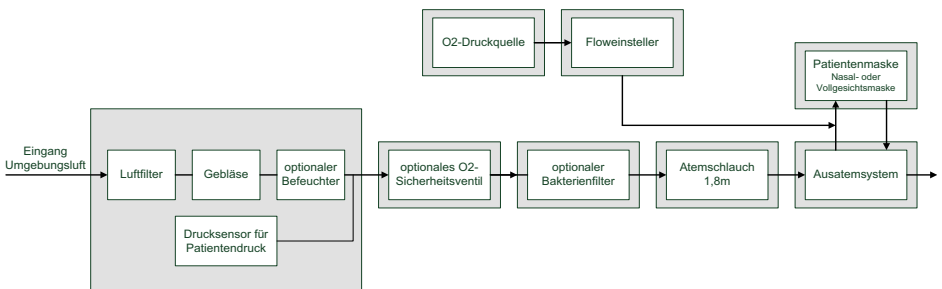 O2-Druckquelle
Floweinsteller
Patientenmaske
Nasal- oder
Vollgesichtsmaske
Eingang
Umgebungsluft
Luftfilter
Gebläse
optionaler
Befeuchter
optionales O2-
Sicherheitsventil
optionaler
Bakterienfilter
Atemschlauch
1,8m
Ausatemsystem
Drucksensor für
Patientendruck